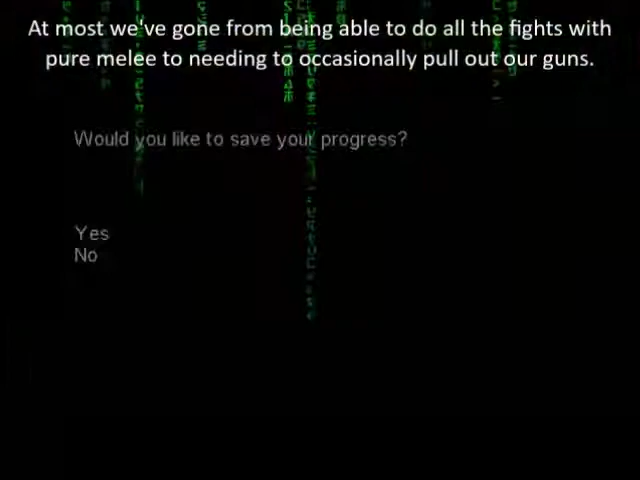 At most we've gone from being able to do all the fights with
pure melee to needing to occasionally pull out our guns.
Would you like to save your progress?
Yes
No